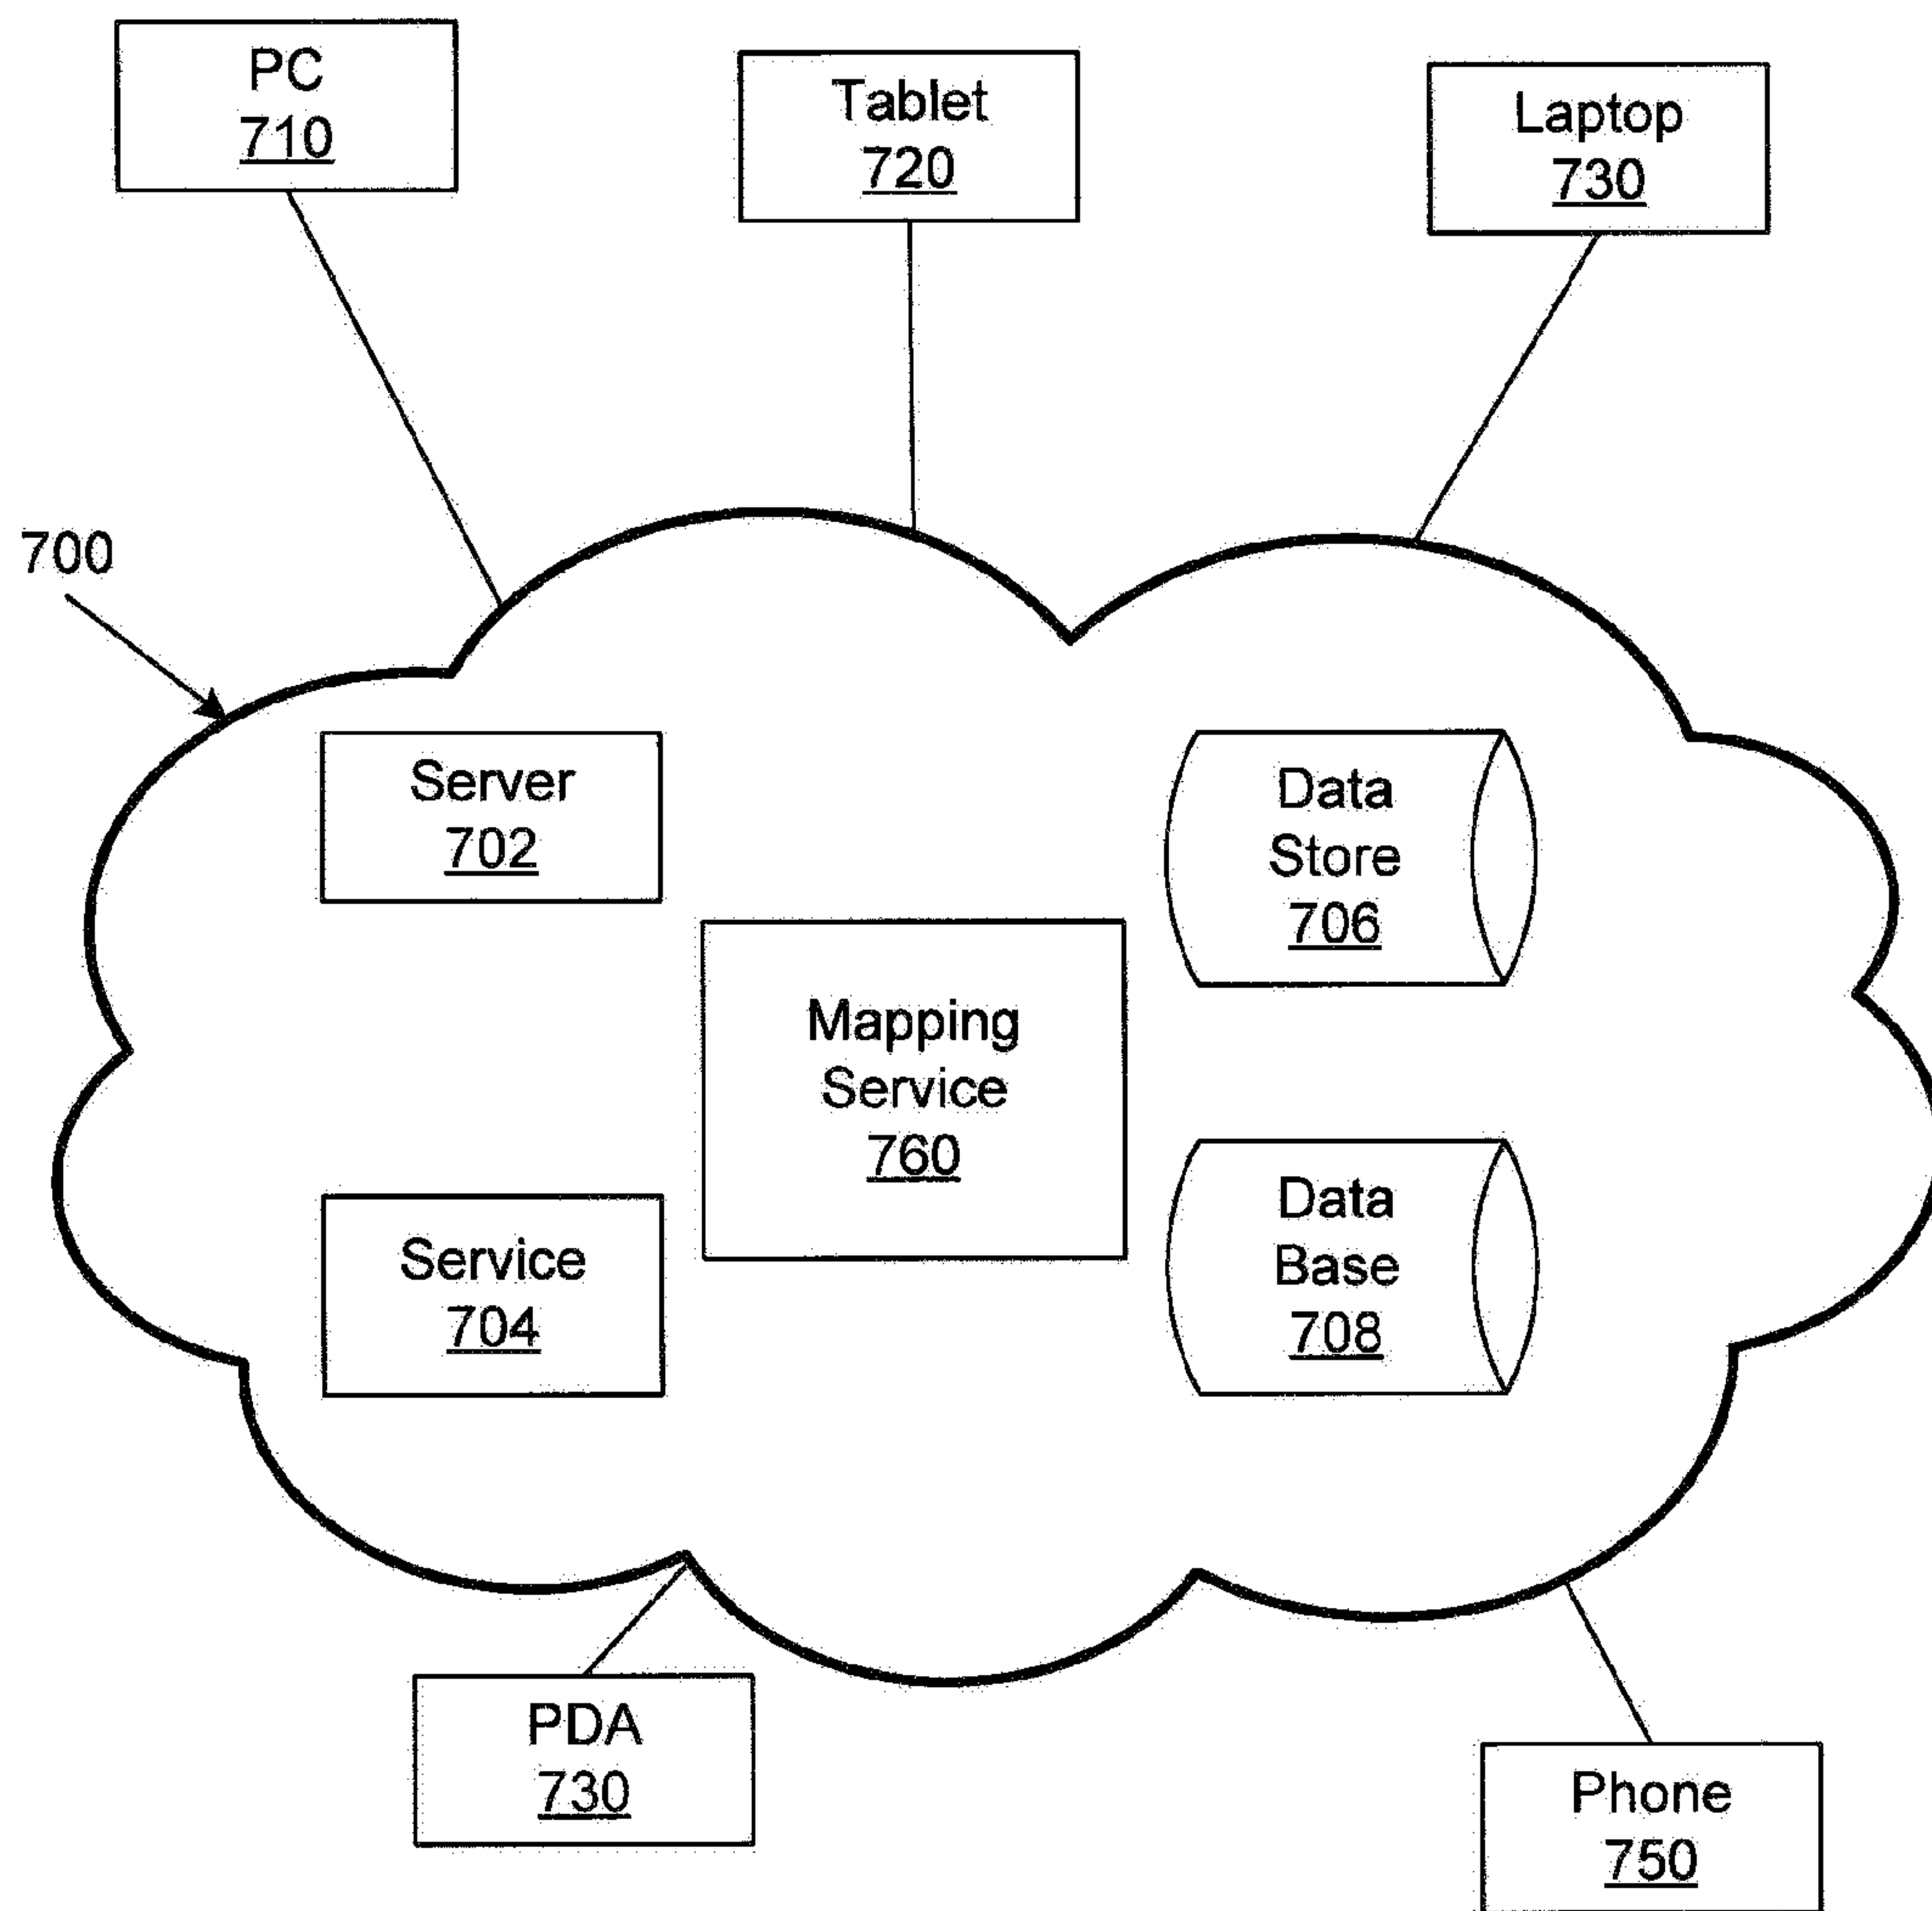 PC
710
Tablet
720
Laptop
730
700
Server
702
Data
Store
706
Mapping
Service
760
Service
704
Data
Base
708
PDA
730
Phone
750